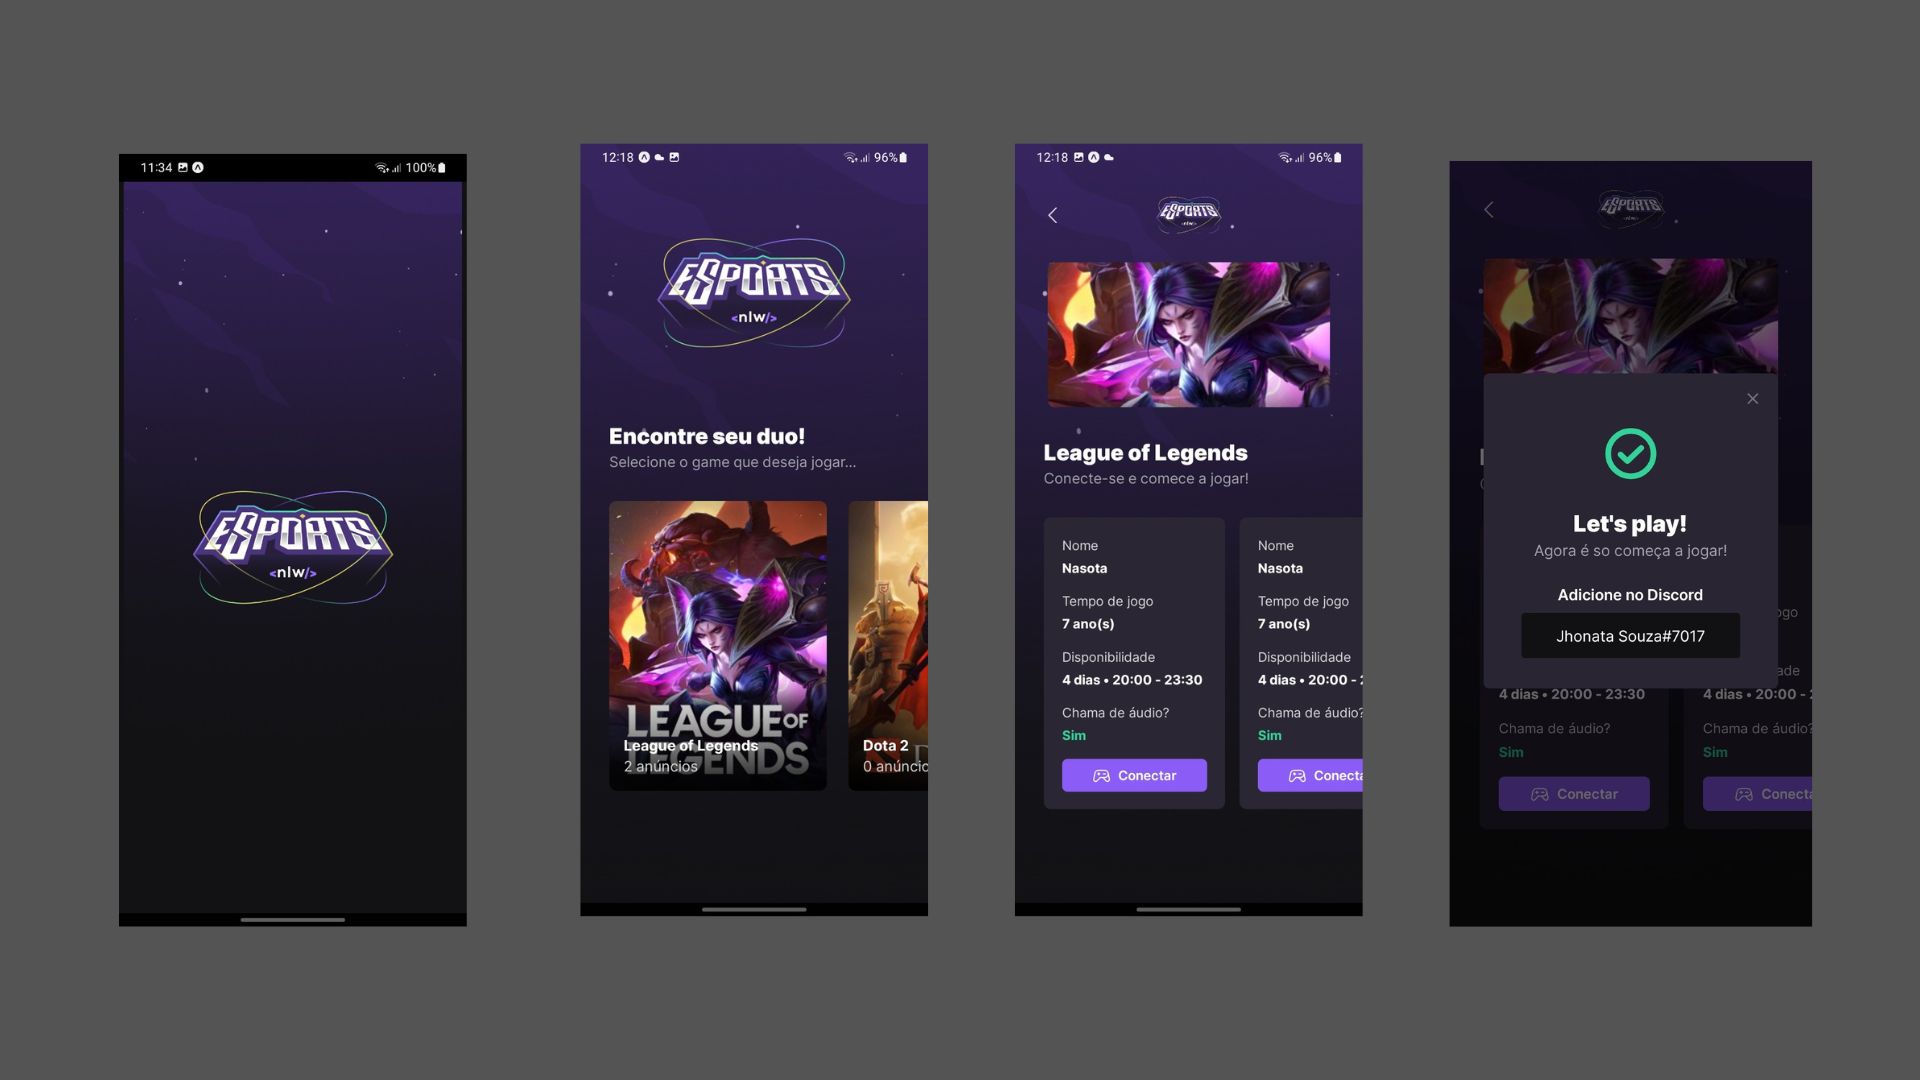 11:34
100%
eSPORTS
<nlw/>
12:18
96%
eSPORTS
<nlw/>
Encontre seu duo!
Selecione o game que deseja jogar...
LEAGUE OF
LEGENDS
League of Legends
2 anúncios
Dota 2
0 anúncio
12:18
96%
eSPORTS
<nlw/>
League of Legends
Conecte-se e comece a jogar!
Nome
Nasota
Tempo de jogo
7 ano(s)
Disponibilidade
4 dias • 20:00 - 23:30
Chama de áudio?
Sim
Conectar
Nome
Nasota
Tempo de jogo
7 ano(s)
Disponibilidade
4 dias • 20:00 -
Chama de áudio?
Sim
Conecta
eSPORTS
<nlw/>
Let's play!
Agora é so começa a jogar!
Adicione no Discord
Jhonata Souza#7017
ogo
ade
4 dias • 20:00 - 23:30
Chama de áudio?
Sim
Conectar
4 dias • 20:00 -
Chama de áudio?
Sim
Conecta